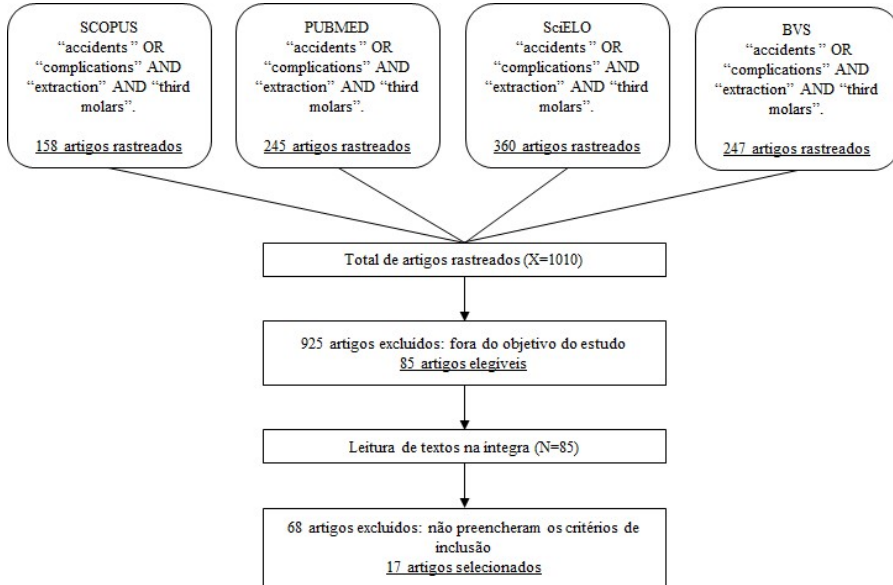 SCOPUS
“accidents ” OR
“complications” AND
“extraction” AND “third
molars”.
158 artigos rastreados
PUBMED
“accidents ” OR
“complications” AND
“extraction” AND “third
molars”.
245 artigos rastreados
SciELO
“accidents ” OR
“complications” AND
“extraction” AND “third
molars”.
360 artigos rastreados
BVS
“accidents ” OR
“complications” AND
“extraction” AND “third
molars”.
247 artigos rastreados
Total de artigos rastreados (X=1010)
925 artigos excluidos: fora do objetivo do estudo
85 artigos elegiveis
Leitura de textos na integra (N=85)
68 artigos excluidos: não preencheram os critérios de
inclusão
17 artigos selecionados